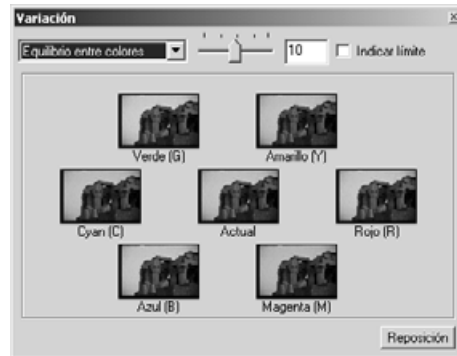 Variación
Equilibrio entre colores 10 Indicar límite
Verde (G) Amarillo (Y)
Cyan (C) Actual Rojo (R)
Azul (B) Magenta (M)
Reposición